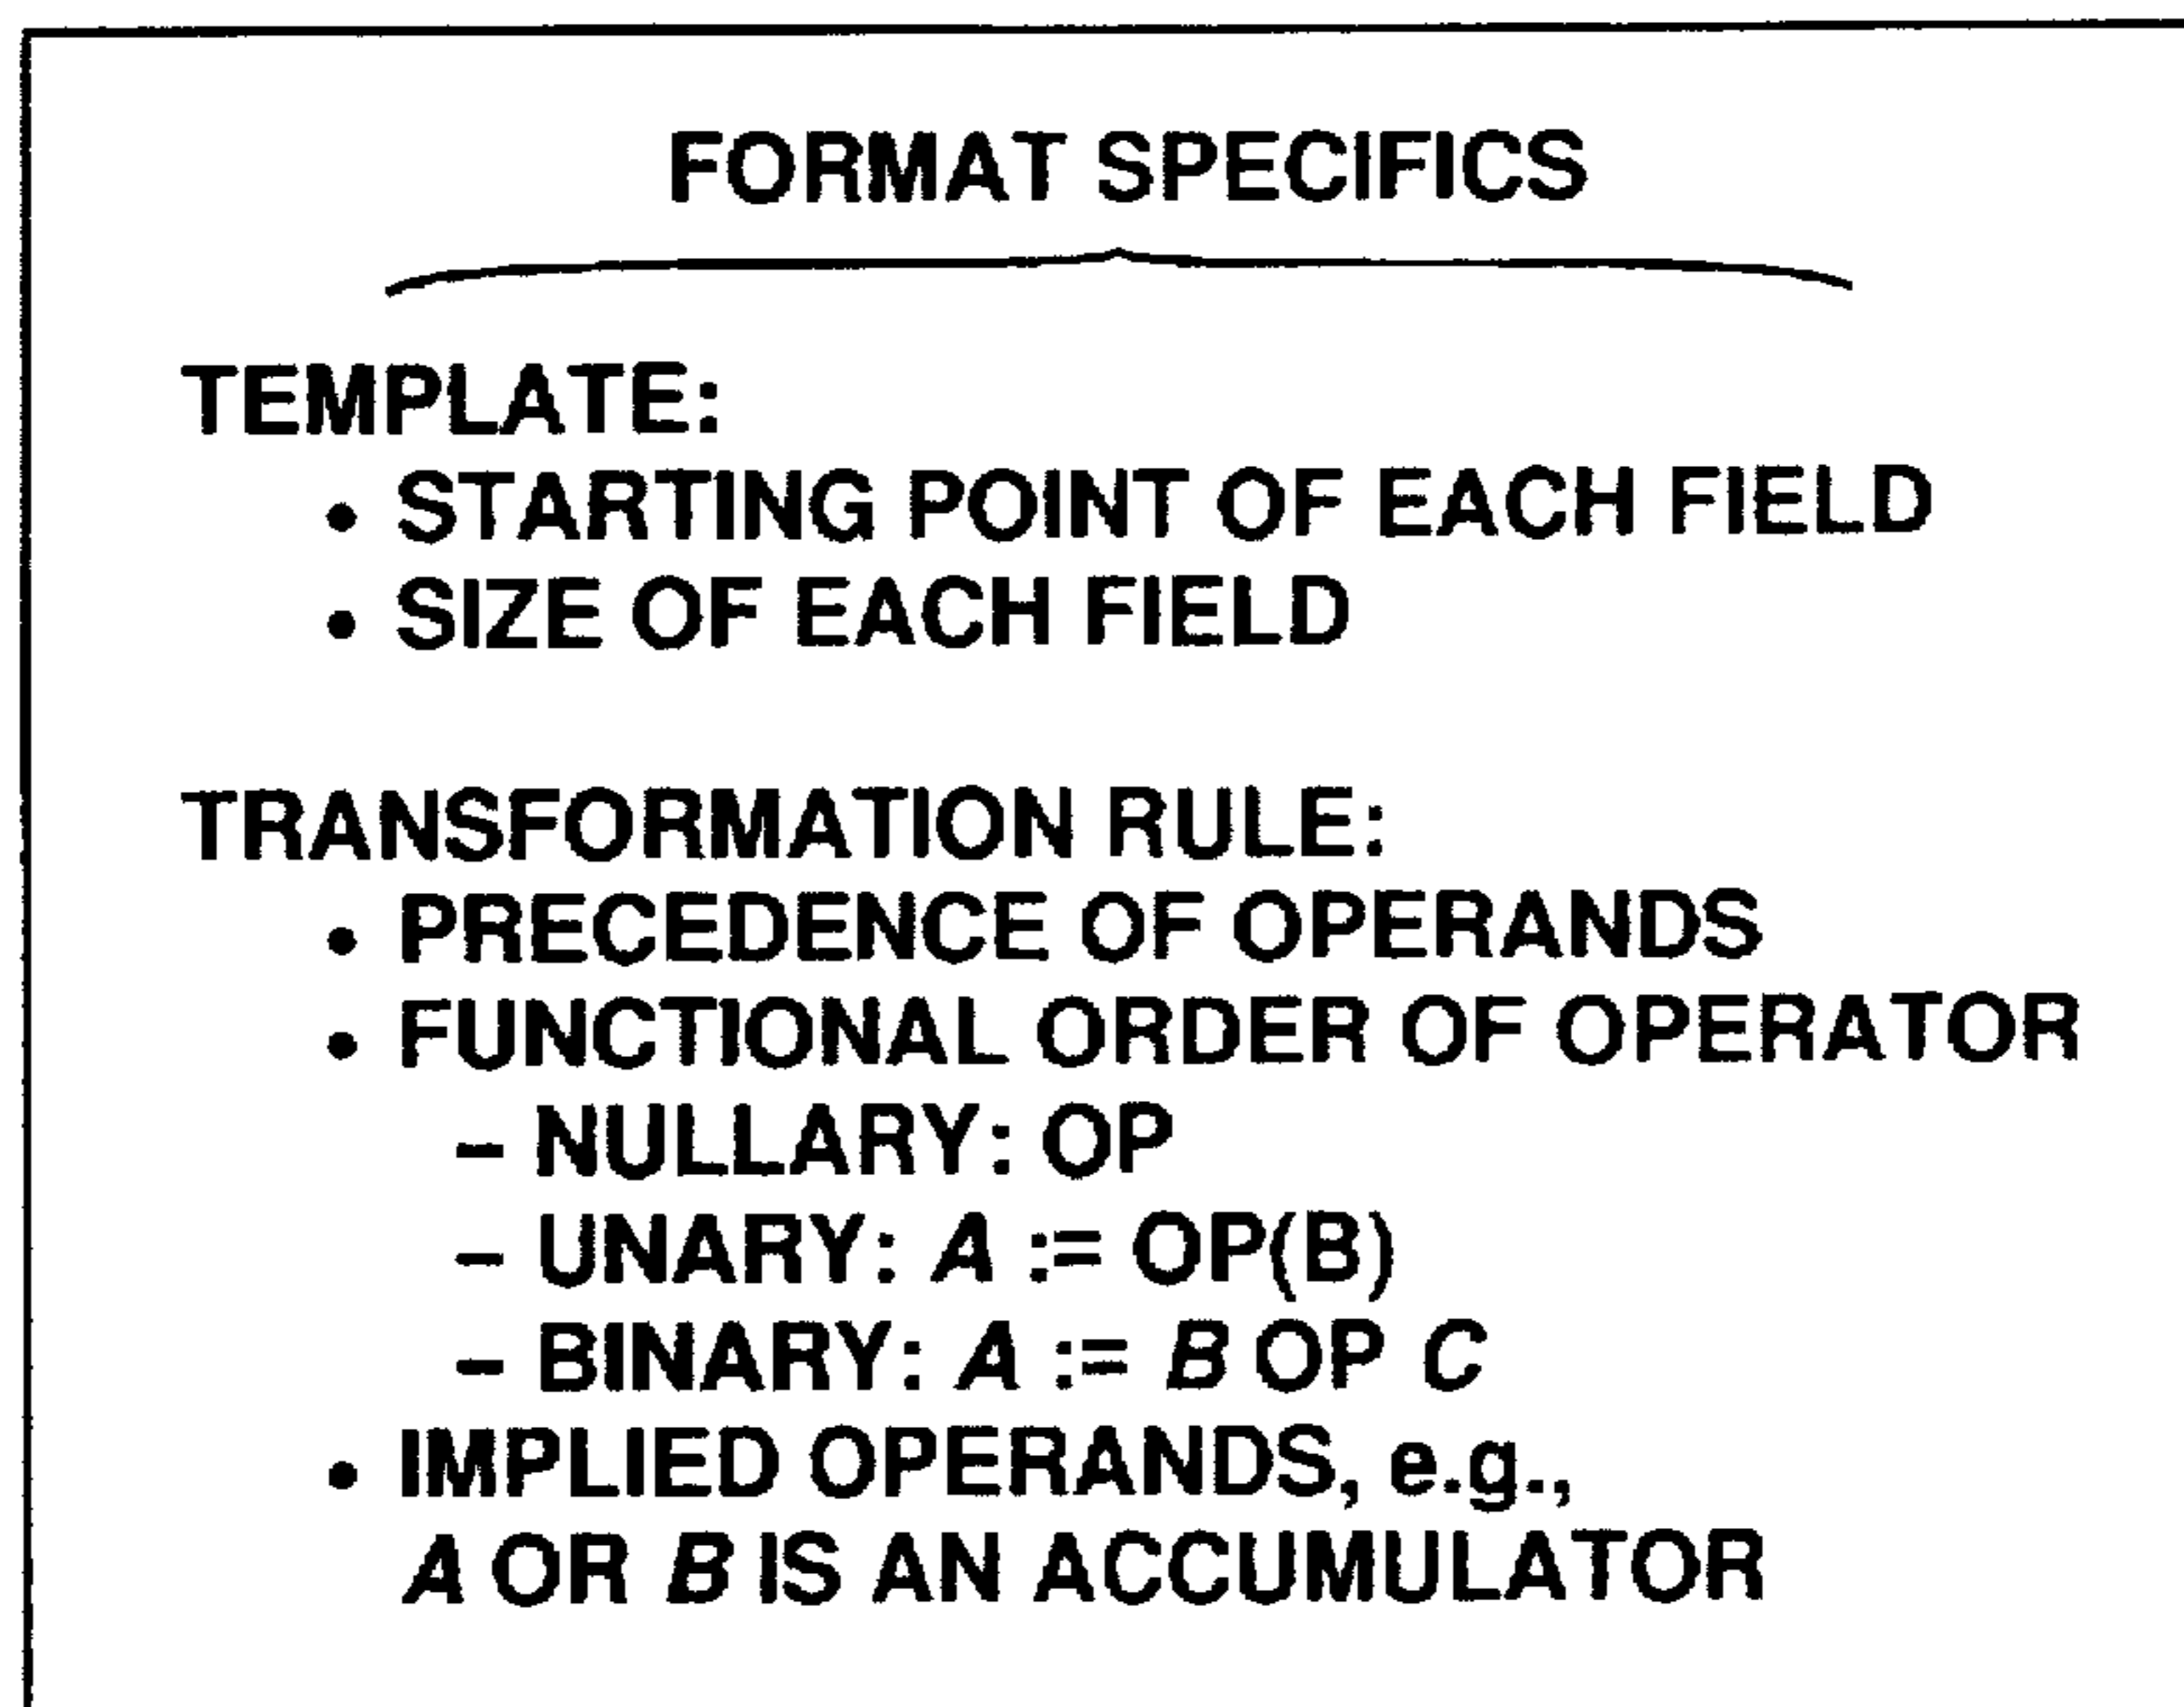 FORMAT SPECIFICS
TEMPLATE:
• STARTING POINT OF EACH FIELD
• SIZE OF EACH FIELD
TRANSFORMATION RULE:
• PRECEDENCE OF OPERANDS
• FUNCTIONAL ORDER OF OPERATOR
– NULLARY: OP
– UNARY: A := OP(B)
– BINARY: A := B OP C
• IMPLIED OPERANDS, e.g.,
A OR B IS AN ACCUMULATOR